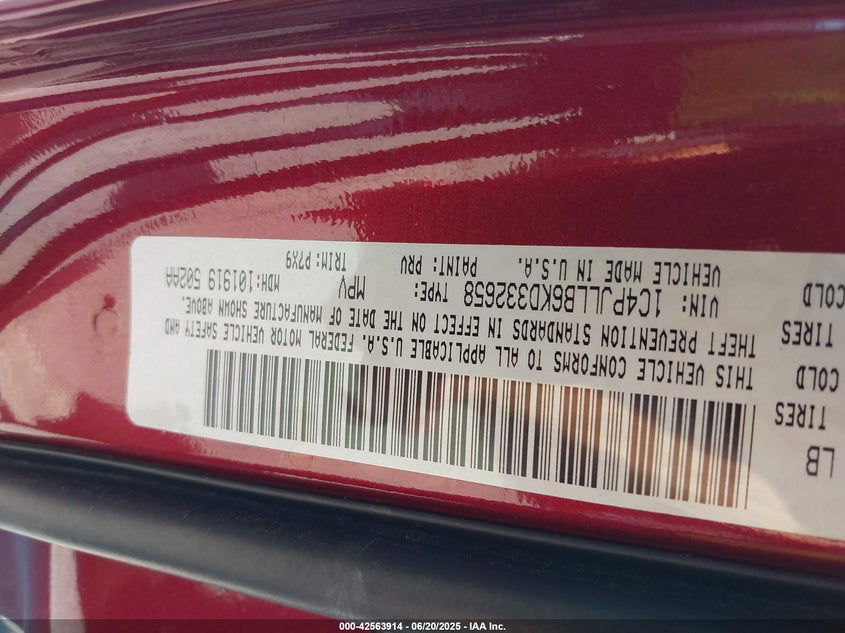 LB
TIRES
COLD
TIRES
COLD
THIS VEHICLE CONFORMS TO ALL APPLICABLE U.S.A. FEDERAL MOTOR VEHICLE SAFETY AND
THEFT PREVENTION STANDARDS IN EFFECT ON THE DATE OF MANUFACTURE SHOWN ABOVE.
VIN: 1C4PJLLB6KD332658 TYPE: MPV MDH:101919 502AA
VEHICLE MADE IN U.S.A. PAINT: PRV TRIM: P7X9
000-42563914 - 06/20/2025 - IAA Inc.